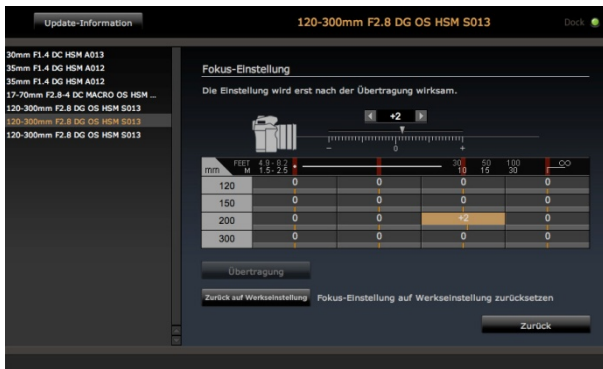 Update-Information
120-300mm F2.8 DG OS HSM S013
Dock
30mm F1.4 DC HSM A013
35mm F1.4 DG HSM A012
35mm F1.4 DG HSM A012
17-70mm F2.8-4 DC MACRO OS HSM ...
120-300mm F2.8 DG OS HSM S013
120-300mm F2.8 DG OS HSM S013
120-300mm F2.8 DG OS HSM S013
Fokus-Einstellung
Die Einstellung wird erst nach der Übertragung wirksam.
+2
- 0 +
mm FEET 4.9 - 8.2 30 50 100 ∞
M 1.5 - 2.5 10 15 30
120 0 0 0 0
150 0 0 0 0
200 0 0 +2 0
300 0 0 0 0
Übertragung
Zurück auf Werkseinstellung Fokus-Einstellung auf Werkseinstellung zurücksetzen
Zurück